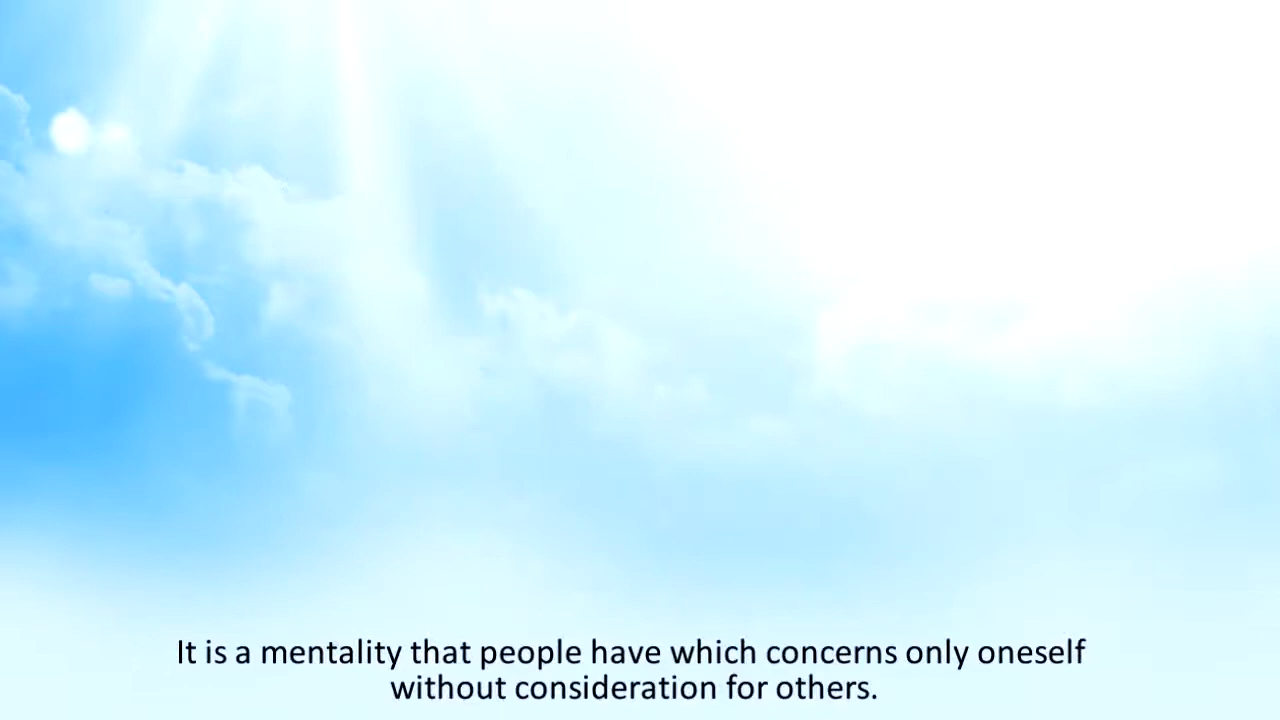 It is a mentality that people have which concerns only oneself
without consideration for others.